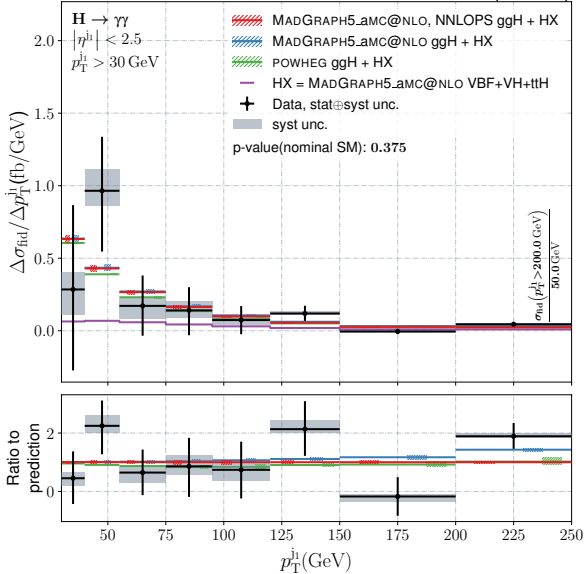 H → γγ
|η^{j1}| < 2.5
p_T^{j1} > 30 GeV
MADGRAPH5_aMC@NLO, NNLOPS ggH + HX
MADGRAPH5_aMC@NLO ggH + HX
POWHEG ggH + HX
HX = MADGRAPH5_aMC@NLO VBF+VH+ttH
Data, stat⊕syst unc.
syst unc.
p-value(nominal SM): 0.375
Δσ_fid/Δp_T^{j1}(fb/GeV)
2.0
1.5
1.0
0.5
0.0
σ_fid(p_T^{j1}>200.0 GeV)
50.0 GeV
Ratio to
prediction
2
0
50 75 100 125 150 175 200 225 250
p_T^{j1}(GeV)